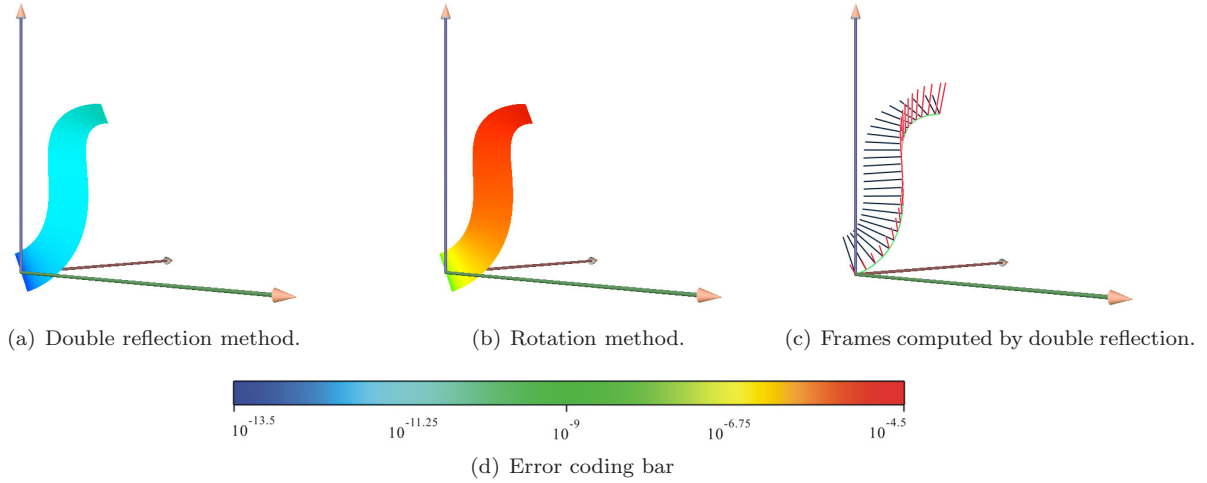 (a) Double reflection method.
(b) Rotation method.
(c) Frames computed by double reflection.
10^-13.5
10^-11.25
10^-9
10^-6.75
10^-4.5
(d) Error coding bar